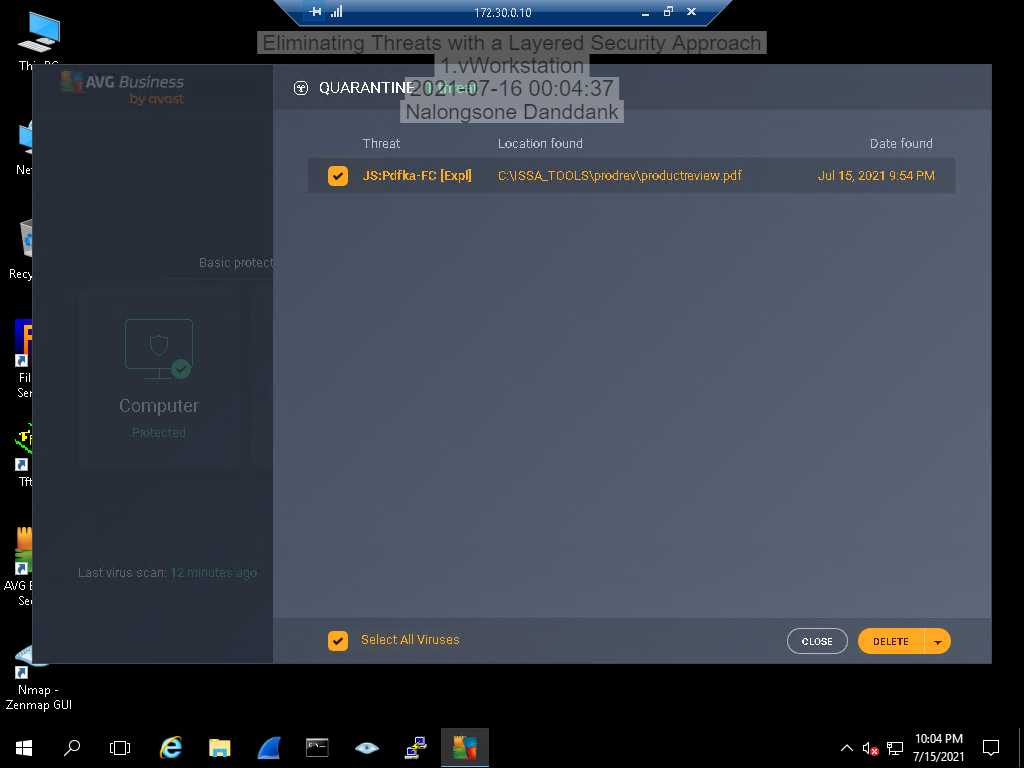 172.30.0.10
Eliminating Threats with a Layered Security Approach
1.vWorkstation
2021-07-16 00:04:37
Nalongsone Danddank
AVG Business
by avast
QUARANTINE
Threat Location found Date found
JS:Pdfka-FC [Expl] C:\ISSA_TOOLS\prodrev\productreview.pdf Jul 15, 2021 9:54 PM
Basic protect
Computer
Protected
Last virus scan: 12 minutes ago
Select All Viruses
CLOSE
DELETE
Recy
Fil
Ser
Tft
AVG
Nmap -
Zenmap GUI
10:04 PM
7/15/2021